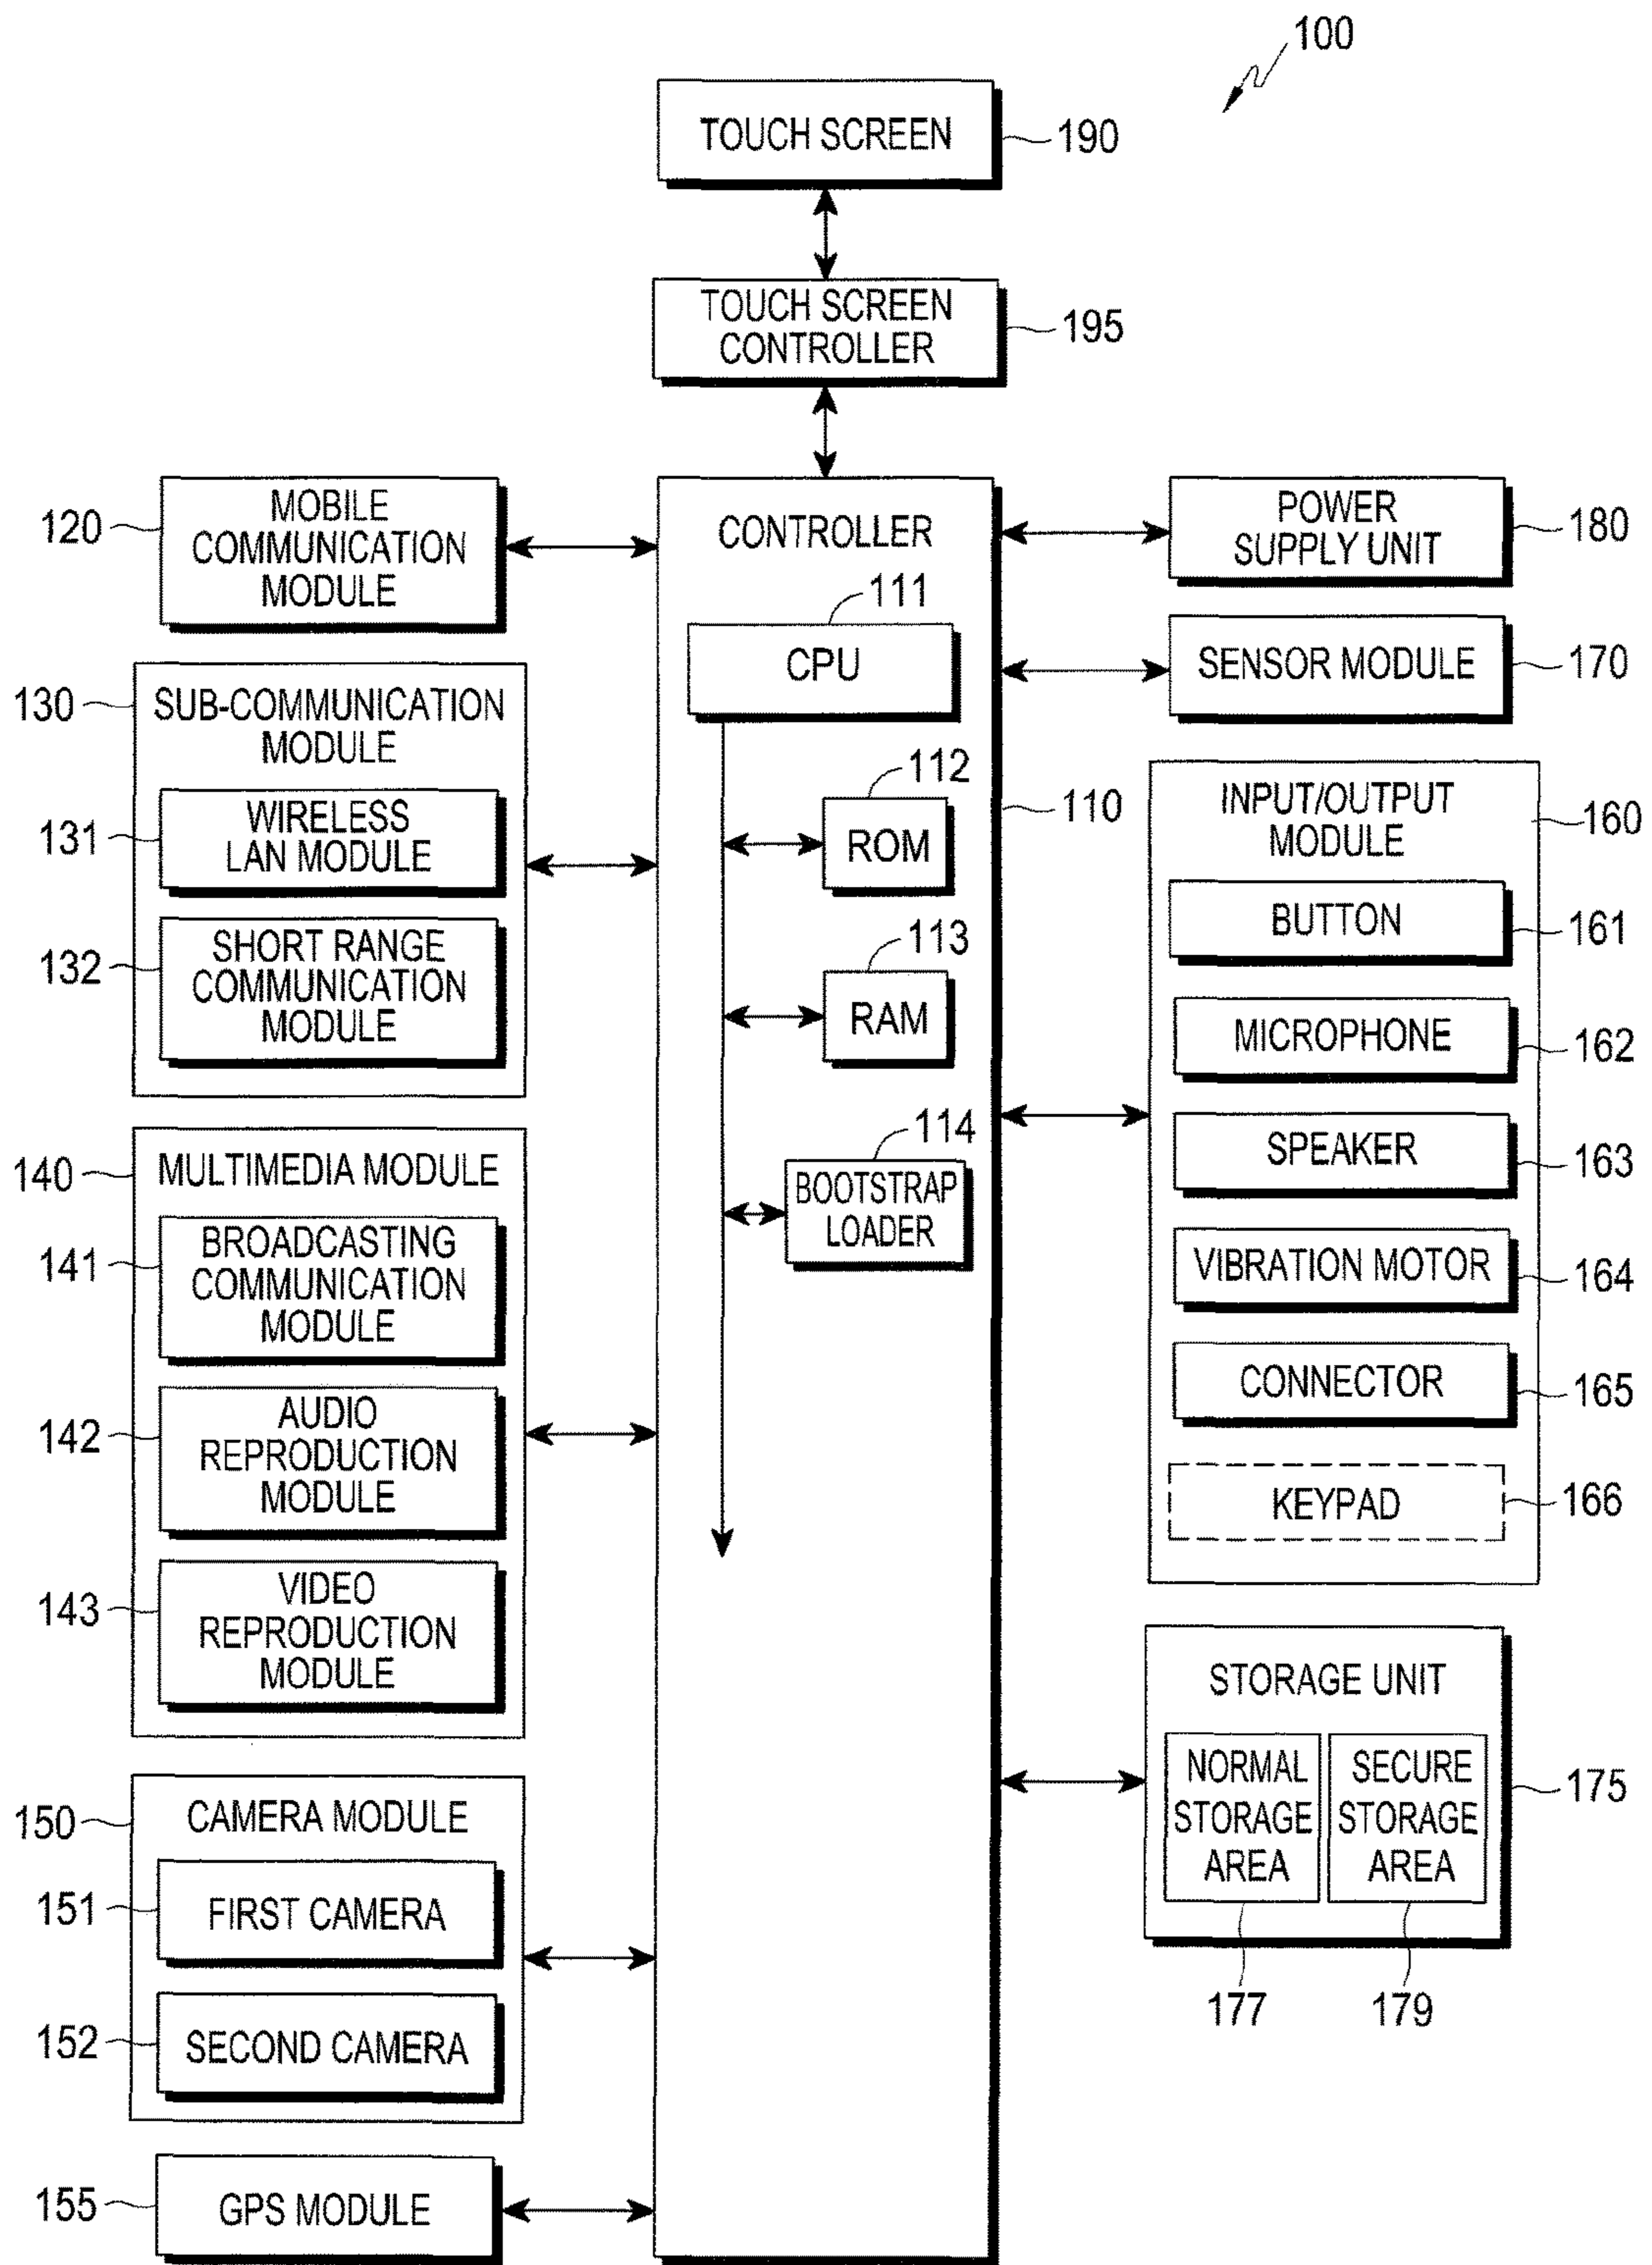 100
TOUCH SCREEN
190
TOUCH SCREEN
CONTROLLER
195
120
MOBILE
COMMUNICATION
MODULE
130
SUB-COMMUNICATION
MODULE
131
WIRELESS
LAN MODULE
132
SHORT RANGE
COMMUNICATION
MODULE
140
MULTIMEDIA MODULE
141
BROADCASTING
COMMUNICATION
MODULE
142
AUDIO
REPRODUCTION
MODULE
143
VIDEO
REPRODUCTION
MODULE
150
CAMERA MODULE
151
FIRST CAMERA
152
SECOND CAMERA
155
GPS MODULE
CONTROLLER
110
111
CPU
112
ROM
113
RAM
114
BOOTSTRAP
LOADER
POWER
SUPPLY UNIT
180
SENSOR MODULE
170
INPUT/OUTPUT
MODULE
160
BUTTON
161
MICROPHONE
162
SPEAKER
163
VIBRATION MOTOR
164
CONNECTOR
165
KEYPAD
166
STORAGE UNIT
175
NORMAL
STORAGE
AREA
177
SECURE
STORAGE
AREA
179